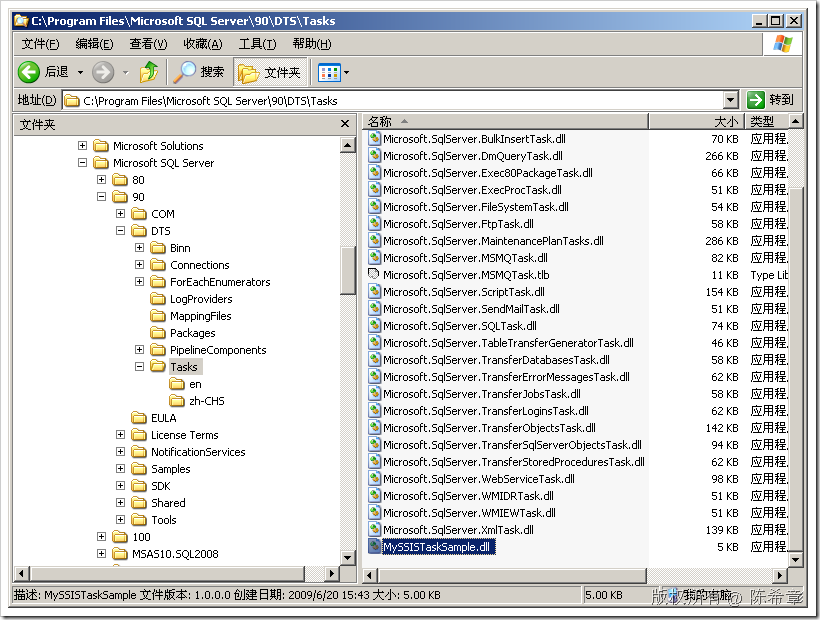 C:\Program Files\Microsoft SQL Server\90\DTS\Tasks
文件(F) 编辑(E) 查看(V) 收藏(A) 工具(T) 帮助(H)
后退 搜索 文件夹
地址(D) C:\Program Files\Microsoft SQL Server\90\DTS\Tasks 转到
文件夹
Microsoft Solutions
Microsoft SQL Server
80
90
COM
DTS
Binn
Connections
ForEachEnumerators
LogProviders
MappingFiles
Packages
PipelineComponents
Tasks
en
zh-CHS
EULA
License Terms
NotificationServices
Samples
SDK
Shared
Tools
100
MSAS10.SQL2008
名称 大小 类型
Microsoft.SqlServer.BulkInsertTask.dll 70 KB 应用程
Microsoft.SqlServer.DmQueryTask.dll 266 KB 应用程
Microsoft.SqlServer.Exec80PackageTask.dll 66 KB 应用程
Microsoft.SqlServer.ExecProcTask.dll 51 KB 应用程
Microsoft.SqlServer.FileSystemTask.dll 54 KB 应用程
Microsoft.SqlServer.FtpTask.dll 58 KB 应用程
Microsoft.SqlServer.MaintenancePlanTasks.dll 286 KB 应用程
Microsoft.SqlServer.MSMQTask.dll 82 KB 应用程
Microsoft.SqlServer.MSMQTask.tlb 11 KB Type Lib
Microsoft.SqlServer.ScriptTask.dll 154 KB 应用程
Microsoft.SqlServer.SendMailTask.dll 51 KB 应用程
Microsoft.SqlServer.SQLTask.dll 74 KB 应用程
Microsoft.SqlServer.TableTransferGeneratorTask.dll 46 KB 应用程
Microsoft.SqlServer.TransferDatabasesTask.dll 58 KB 应用程
Microsoft.SqlServer.TransferErrorMessagesTask.dll 62 KB 应用程
Microsoft.SqlServer.TransferJobsTask.dll 58 KB 应用程
Microsoft.SqlServer.TransferLoginsTask.dll 62 KB 应用程
Microsoft.SqlServer.TransferObjectsTask.dll 142 KB 应用程
Microsoft.SqlServer.TransferSqlServerObjectsTask.dll 94 KB 应用程
Microsoft.SqlServer.TransferStoredProceduresTask.dll 62 KB 应用程
Microsoft.SqlServer.WebServiceTask.dll 98 KB 应用程
Microsoft.SqlServer.WMIDRTask.dll 51 KB 应用程
Microsoft.SqlServer.WMIEWTask.dll 51 KB 应用程
Microsoft.SqlServer.XmlTask.dll 139 KB 应用程
MySSISTaskSample.dll 5 KB 应用程
描述: MySSISTaskSample 文件版本: 1.0.0.0 创建日期: 2009/6/20 15:43 大小: 5.00 KB 5.00 KB 我的电脑
版权所有 @ 陈希章